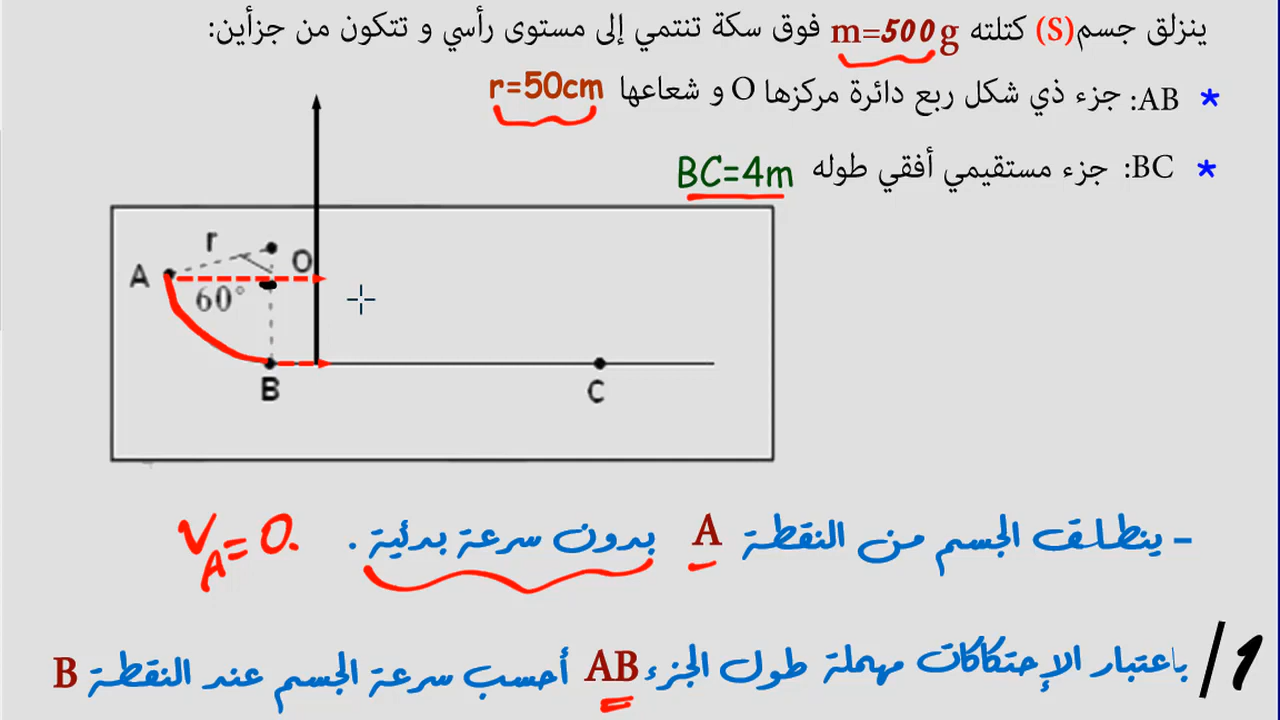 ينزلق جسم(S) كتلته m=500g فوق سكة تنتمي إلى مستوى رأسي و تتكون من جزأين:
* AB: جزء ذي شكل ربع دائرة مركزها O و شعاعها r=50cm
* BC: جزء مستقيمي أفقي طوله BC=4m
r
O
A
60°
B
C
- ينطلق الجسم من النقطة A بدون سرعة بدئية . V_A=0.
1/ باعتبار الإحتكاكات مهملة طول الجزء AB أحسب سرعة الجسم عند النقطة B